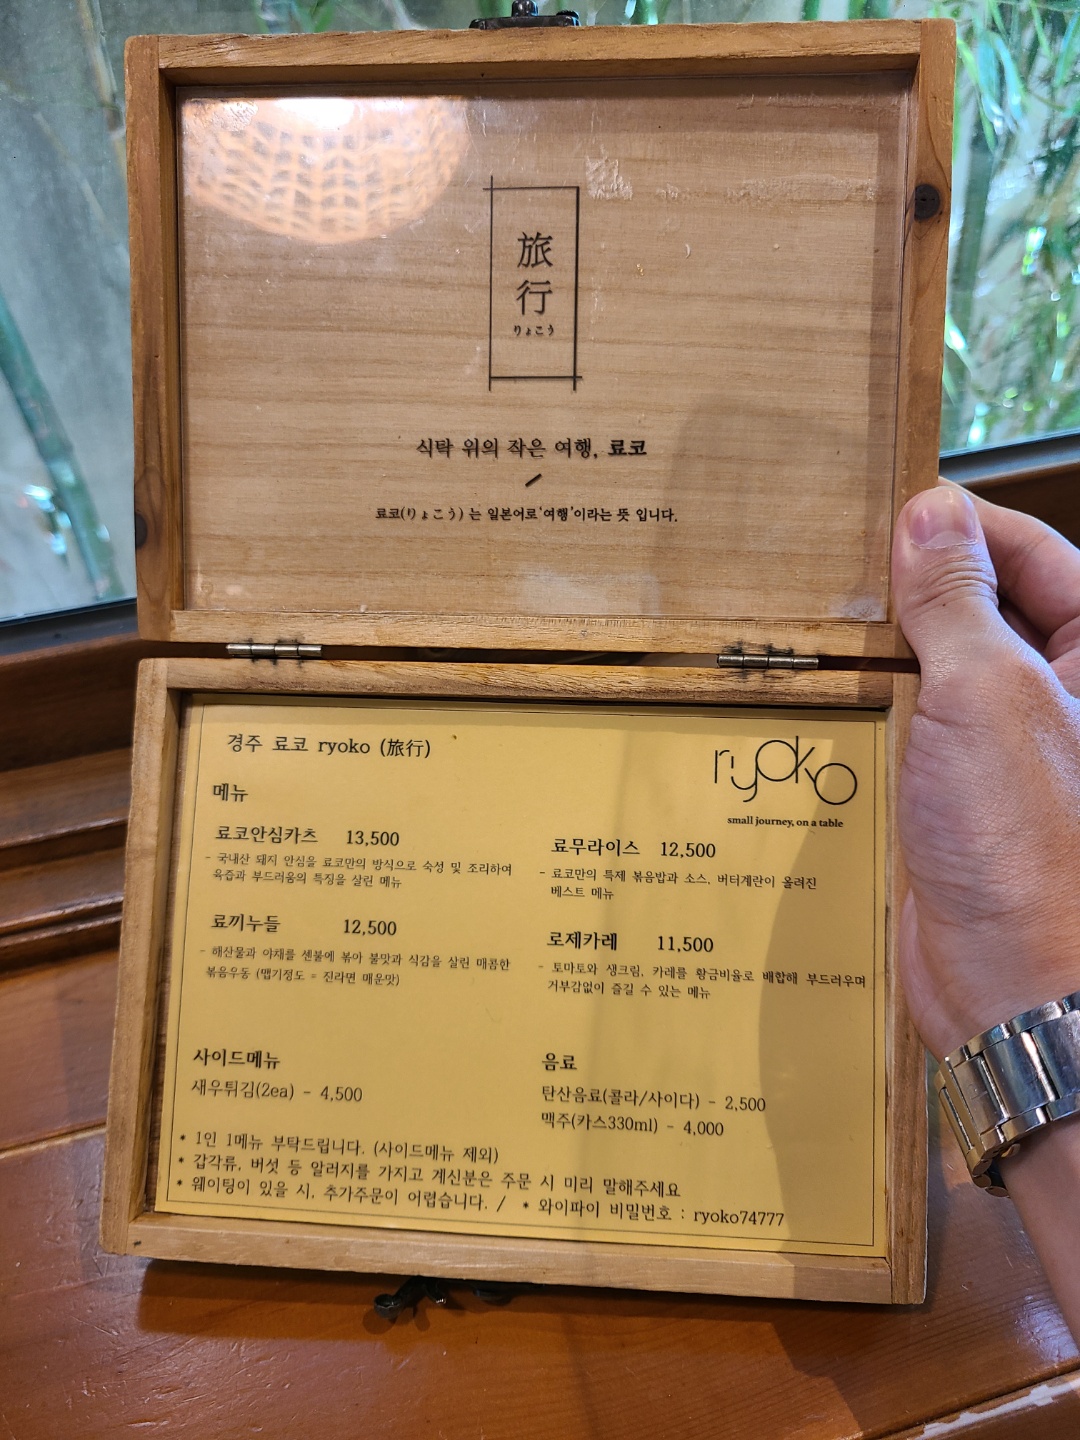 旅
行
りょこう
식탁 위의 작은 여행, 료코
료코(りょこう) 는 일본어로'여행'이라는 뜻 입니다.
경주 료코 ryoko (旅行)
ryoko
small journey, on a table
메뉴
료코안심카츠 13,500
- 국내산 돼지 안심을 료코만의 방식으로 숙성 및 조리하여
육즙과 부드러움의 특징을 살린 메뉴
료끼누들 12,500
- 해산물과 야채를 센불에 볶아 불맛과 식감을 살린 매콤한
볶음우동 (맵기정도 = 진라면 매운맛)
료무라이스 12,500
- 료코만의 특제 볶음밥과 소스, 버터계란이 올려진
베스트 메뉴
로제카레 11,500
- 토마토와 생크림, 카레를 황금비율로 배합해 부드러우며
거부감없이 즐길 수 있는 메뉴
사이드메뉴
새우튀김(2ea) - 4,500
음료
탄산음료(콜라/사이다) - 2,500
맥주(카스330ml) - 4,000
* 1인 1메뉴 부탁드립니다. (사이드메뉴 제외)
* 갑각류, 버섯 등 알러지를 가지고 계신분은 주문 시 미리 말해주세요
* 웨이팅이 있을 시, 추가주문이 어렵습니다. / * 와이파이 비밀번호 : ryoko74777